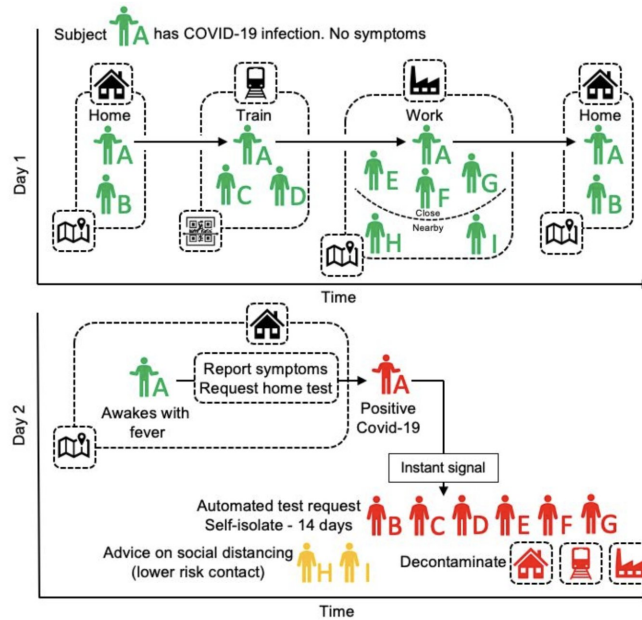 Subject A has COVID-19 infection. No symptoms
Day 1
Home
A
B
Train
A
C D
Work
A
E F G
Close
Nearby
H I
Home
A
B
Time
Day 2
A
Awakes with
fever
Report symptoms
Request home test
A
Positive
Covid-19
Instant signal
Automated test request
Self-isolate - 14 days
B C D E F G
Advice on social distancing
(lower risk contact)
H I
Decontaminate
Time